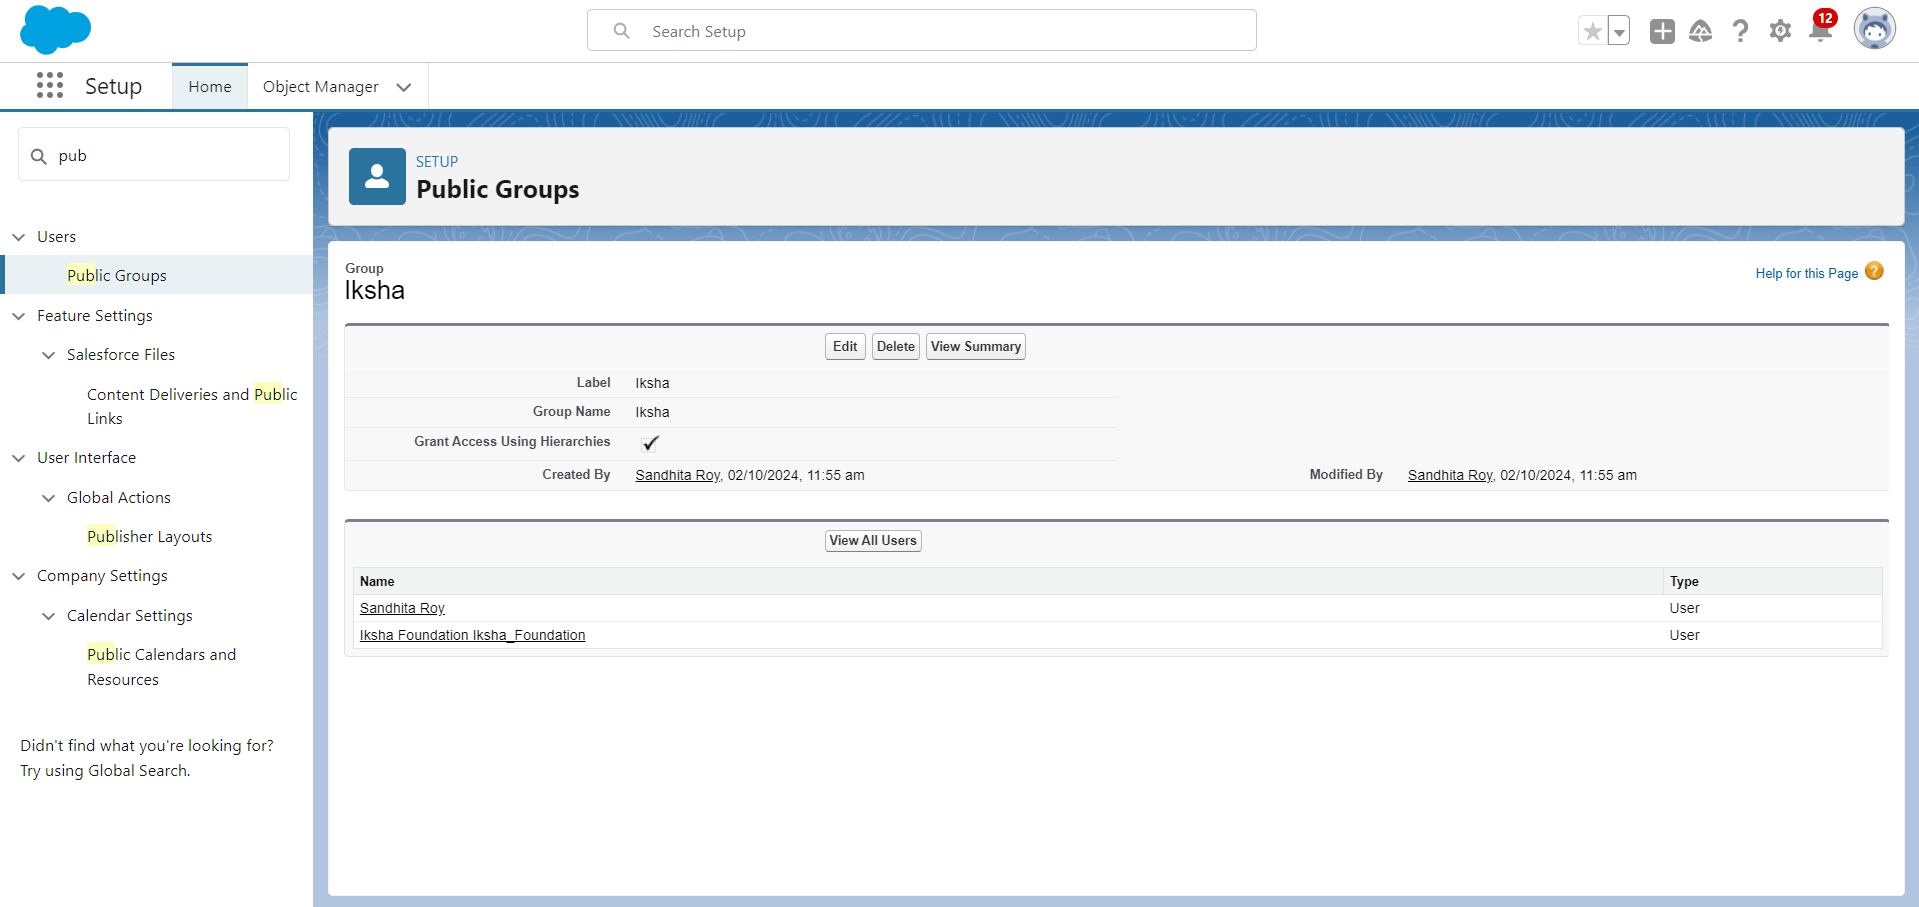 Search Setup
12
Setup
Home
Object Manager
pub
Users
Public Groups
Feature Settings
Salesforce Files
Content Deliveries and Public
Links
User Interface
Global Actions
Publisher Layouts
Company Settings
Calendar Settings
Public Calendars and
Resources
Didn't find what you're looking for?
Try using Global Search.
SETUP
Public Groups
Group
Iksha
Help for this Page ?
Edit Delete View Summary
Label Iksha
Group Name Iksha
Grant Access Using Hierarchies
Created By Sandhita Roy, 02/10/2024, 11:55 am Modified By Sandhita Roy, 02/10/2024, 11:55 am
View All Users
Name Type
Sandhita Roy User
Iksha Foundation Iksha_Foundation User